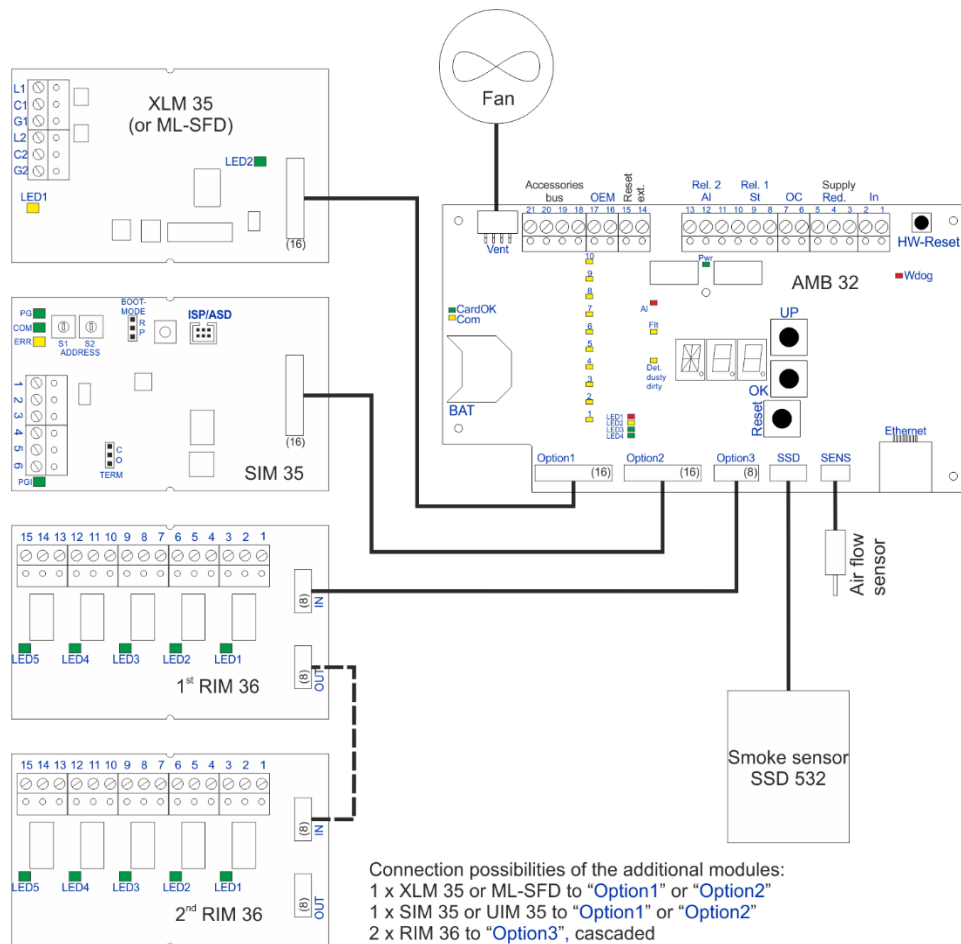 Fan
XLM 35
(or ML-SFD)
L1
C1
G1
L2
C2
G2
LED1
LED2
(16)
Accessories
bus
OEM
Reset
ext.
Rel. 2
Al
Rel. 1
St
OC
Supply
Red.
In
21 20 19 18 17 16 15 14
13 12 11 10 9 8 7 6 5 4 3 2 1
Vent
HW-Reset
Pwr
AMB 32
Wdog
10
9
8
7
6
5
4
3
2
1
CardOK
Com
BAT
Al
Flt
Det.
dusty
dirty
UP
OK
Reset
LED1
LED2
LED3
LED4
Ethernet
Option1
(16)
Option2
(16)
Option3
(8)
SSD
SENS
PG
COM
ERR
S1 S2
ADDRESS
BOOT-
MODE
R
P
ISP/ASD
1
2
3
4
5
6
PGI
C
O
TERM
(16)
SIM 35
Air flow
sensor
15 14 13 12 11 10 9 8 7 6 5 4 3 2 1
(8)
IN
LED5 LED4 LED3 LED2 LED1
(8)
OUT
1st RIM 36
15 14 13 12 11 10 9 8 7 6 5 4 3 2 1
(8)
IN
LED5 LED4 LED3 LED2 LED1
(8)
OUT
2nd RIM 36
Smoke sensor
SSD 532
Connection possibilities of the additional modules:
1 x XLM 35 or ML-SFD to “Option1” or “Option2”
1 x SIM 35 or UIM 35 to “Option1” or “Option2”
2 x RIM 36 to “Option3”, cascaded